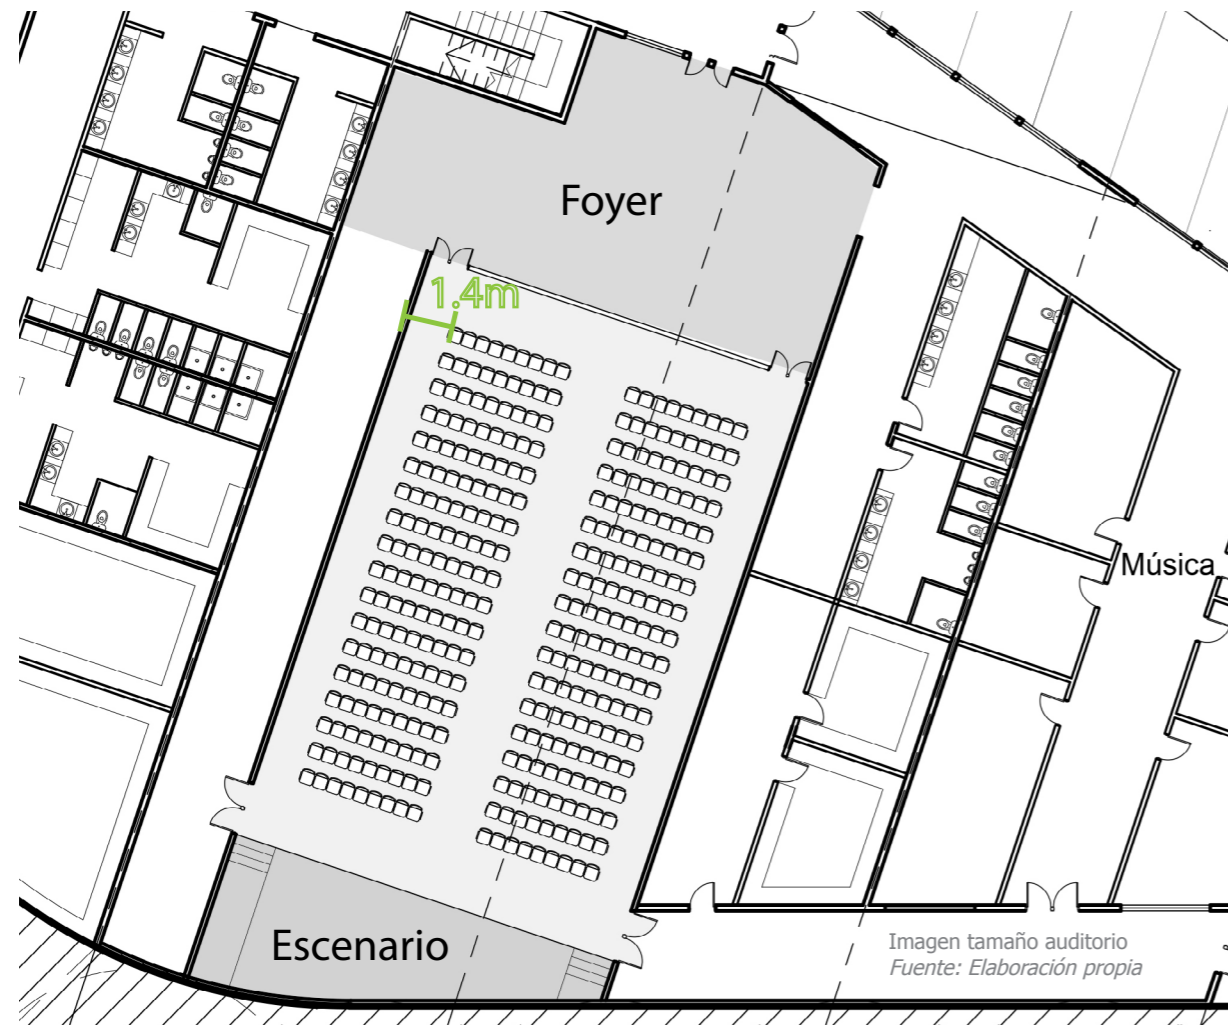 Foyer
1.4m
Música
Escenario
Imagen tamaño auditorio
Fuente: Elaboración propia